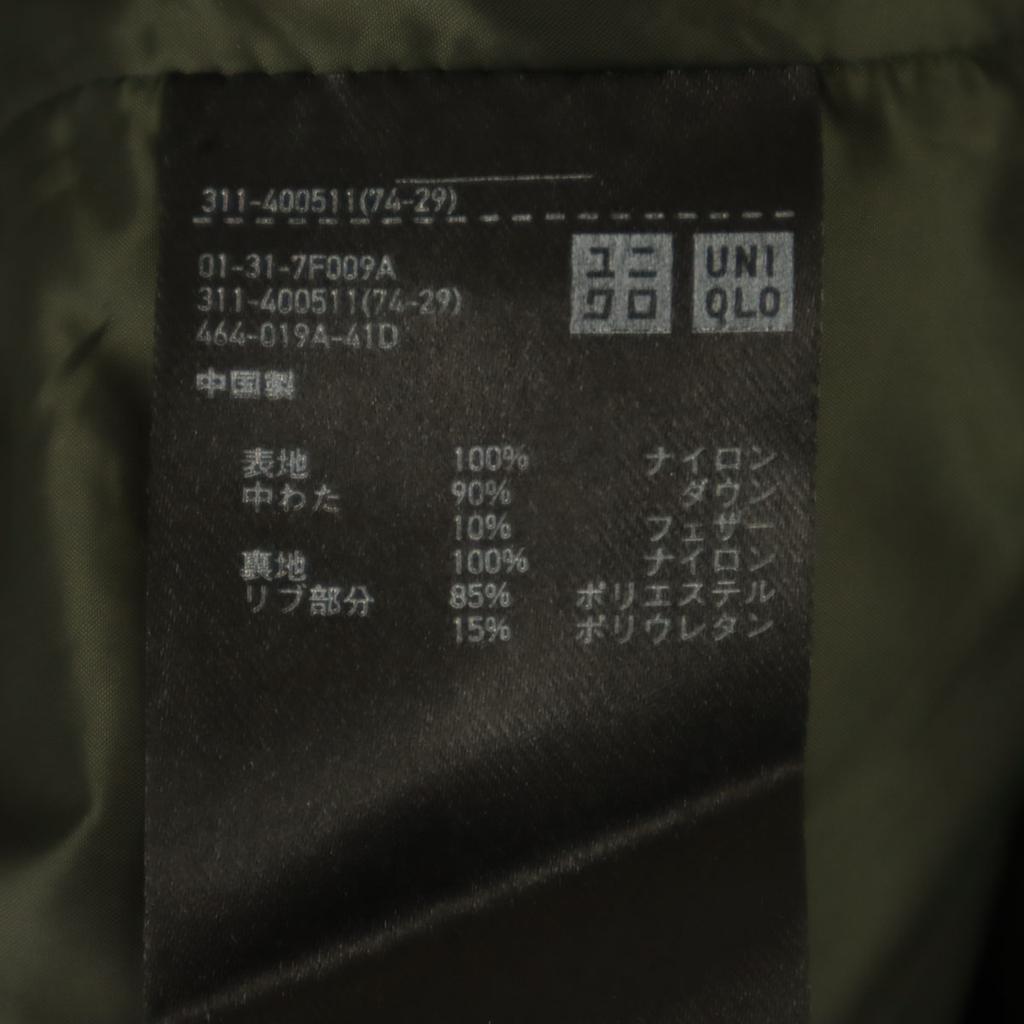 311-400511(74-29)
01-31-7F009A
311-400511(74-29)
464-019A-41D
ユニ
クロ
UNI
QLO
中国製
表地 100% ナイロン
中わた 90% ダウン
10% フェザー
裏地 100% ナイロン
リブ部分 85% ポリエステル
15% ポリウレタン